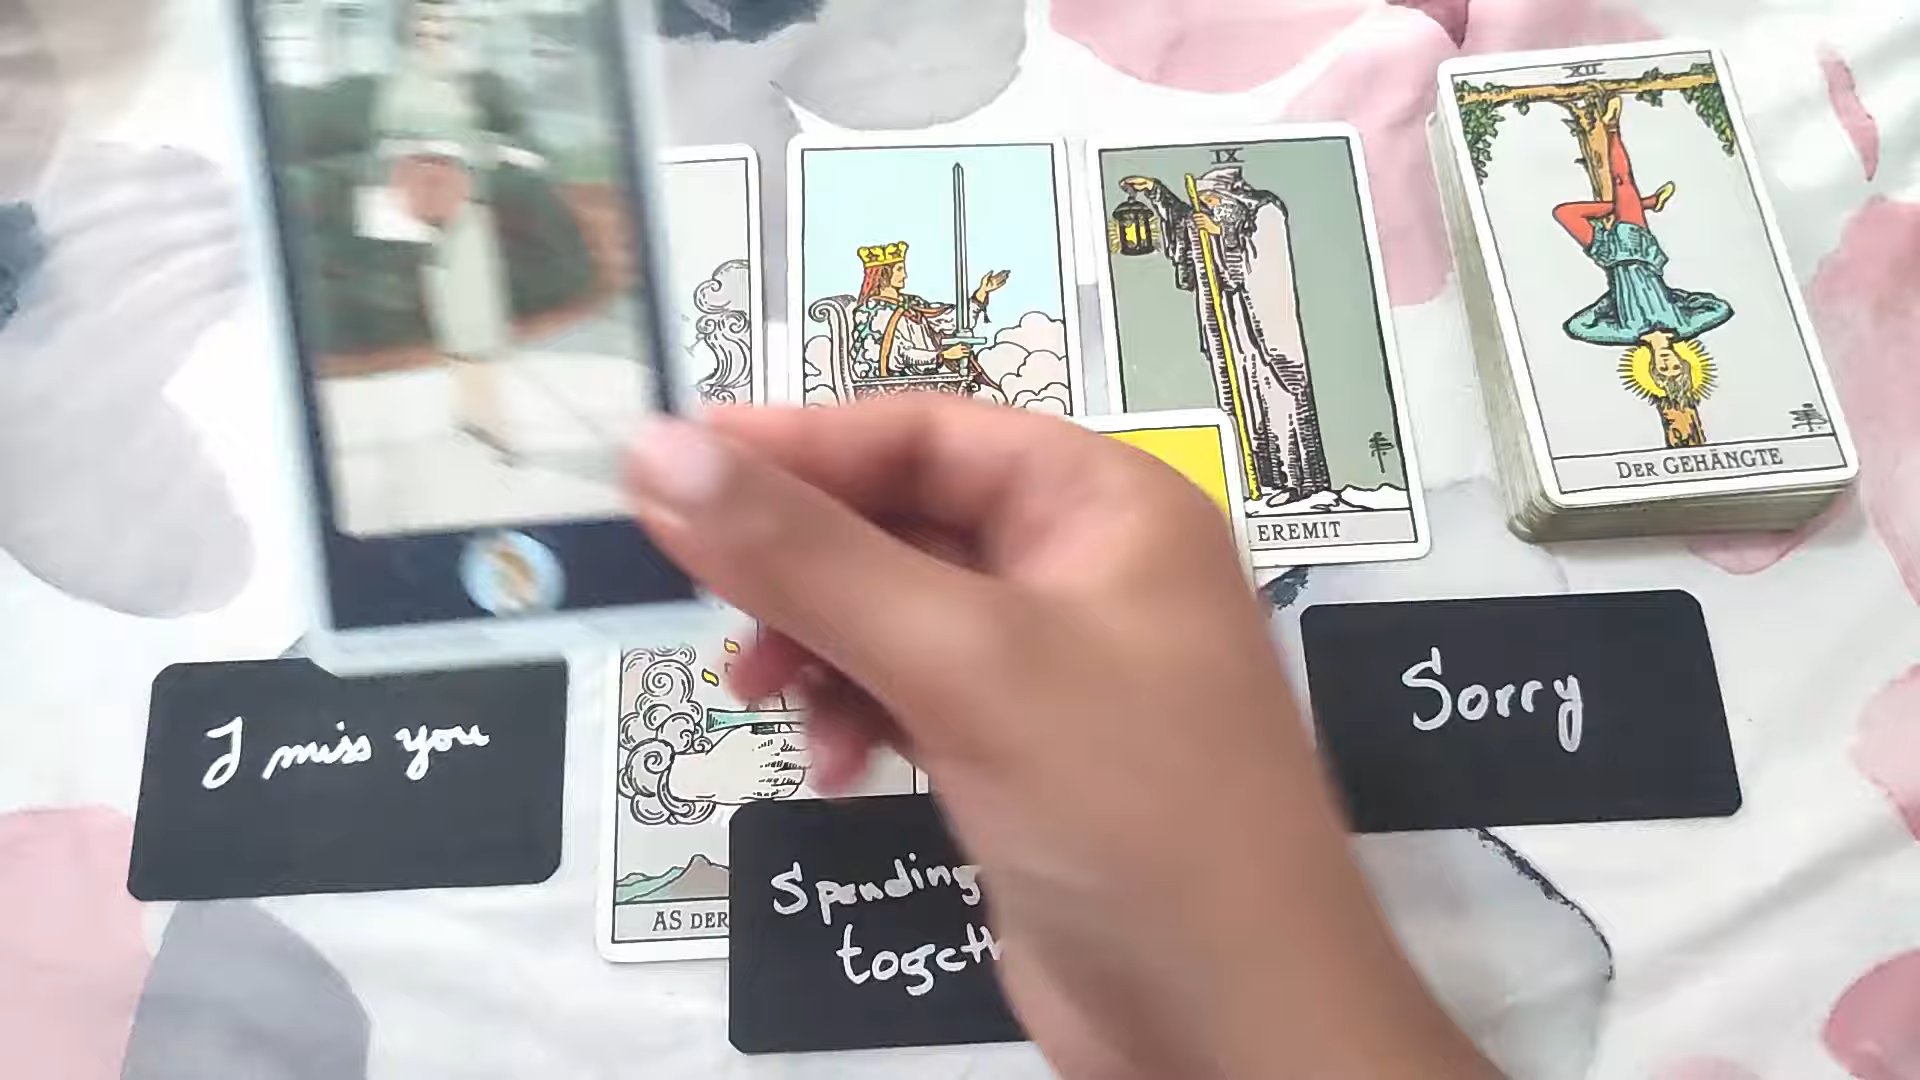 XII
IX
DER GEHÄNGTE
EREMIT
I miss you
Sorry
AS DER
Spending
togeth